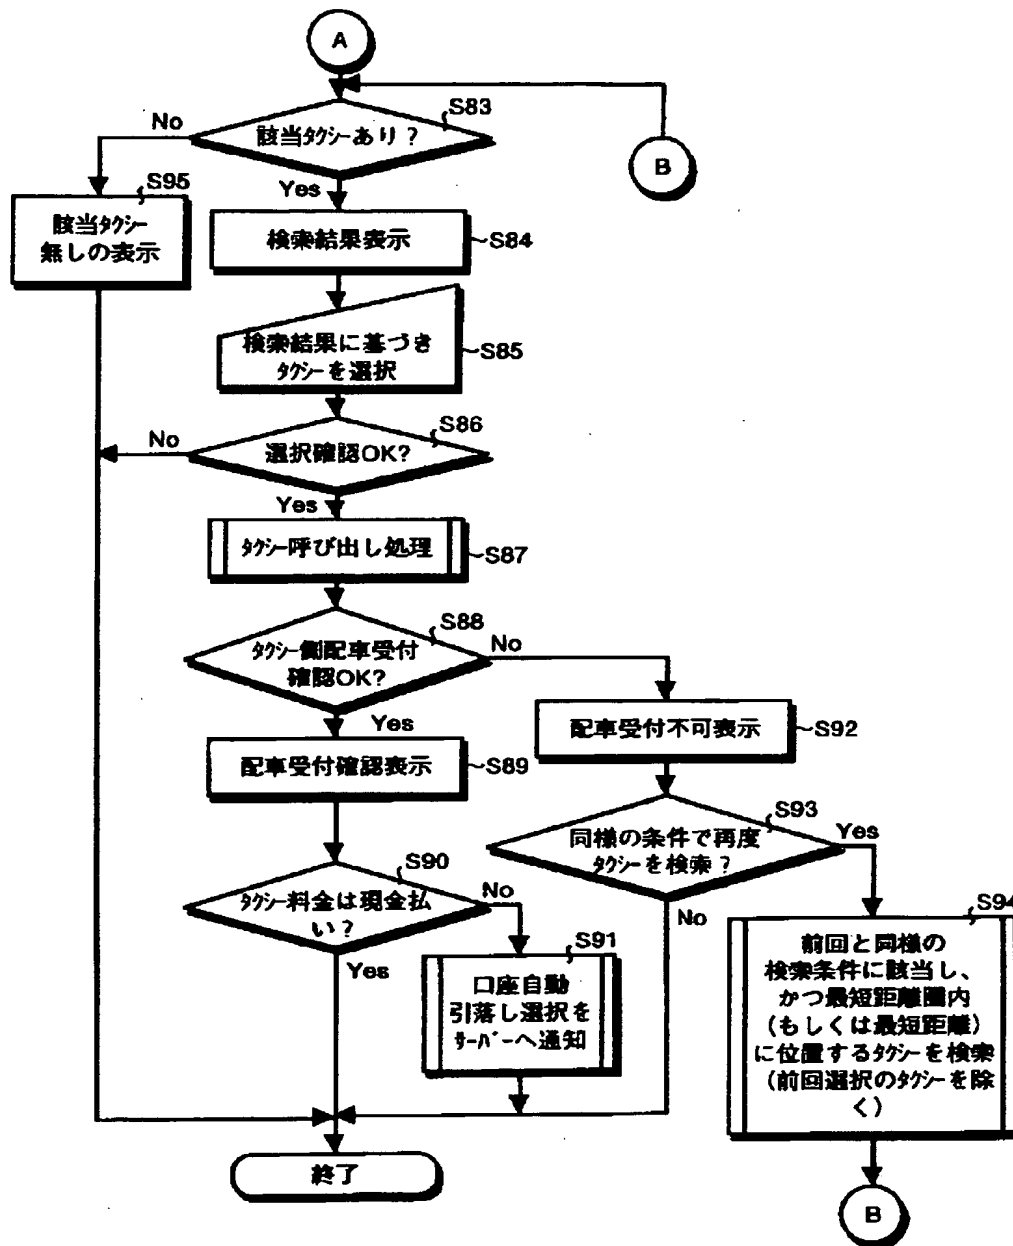 A
S83
No
該当ﾀｸｼｰあり？
B
S95
Yes
該当ﾀｸｼｰ
無しの表示
検索結果表示
S84
検索結果に基づき
ﾀｸｼｰを選択
S85
S86
No
選択確認OK?
Yes
ﾀｸｼｰ呼び出し処理
S87
S88
No
ﾀｸｼｰ側配車受付
確認OK?
Yes
配車受付不可表示
S92
配車受付確認表示
S89
S93
Yes
同様の条件で再度
ﾀｸｼｰを検索？
S90
No
ﾀｸｼｰ料金は現金払
い？
Yes
No
S91
口座自動
引落し選択を
ｻｰﾊﾞｰへ通知
S94
前回と同様の
検索条件に該当し、
かつ最短距離圏内
（もしくは最短距離）
に位置するﾀｸｼｰを検索
（前回選択のﾀｸｼｰを除
く）
終了
B